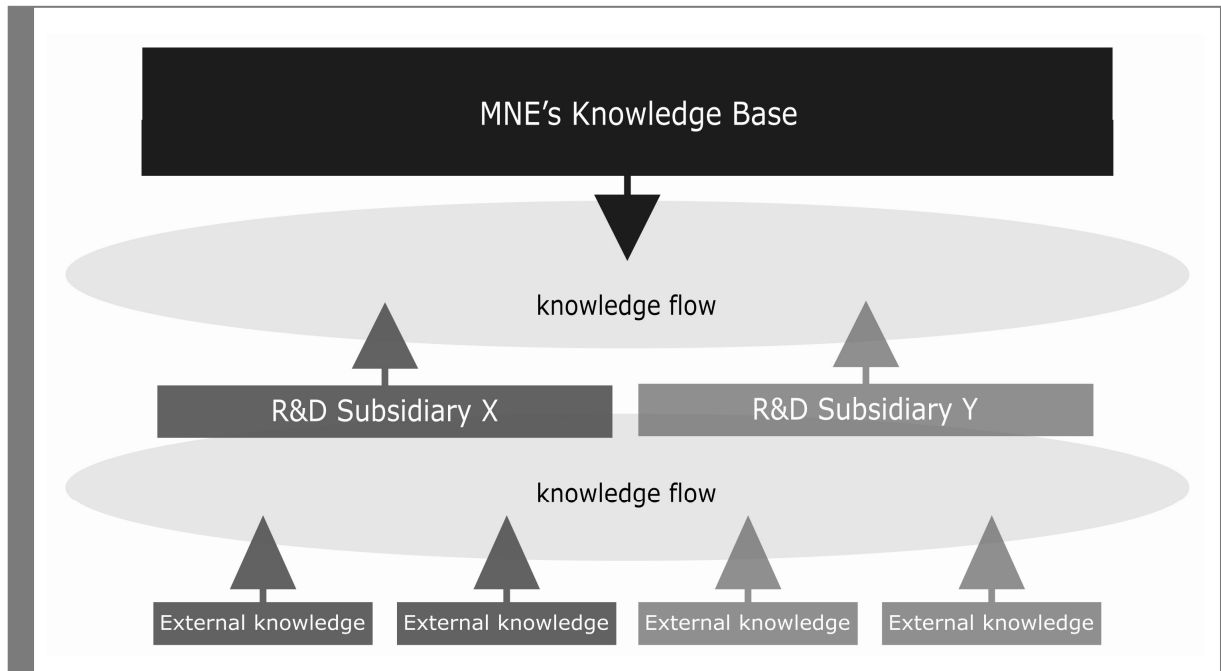 MNE’s Knowledge Base
knowledge flow
R&D Subsidiary X
R&D Subsidiary Y
knowledge flow
External knowledge
External knowledge
External knowledge
External knowledge